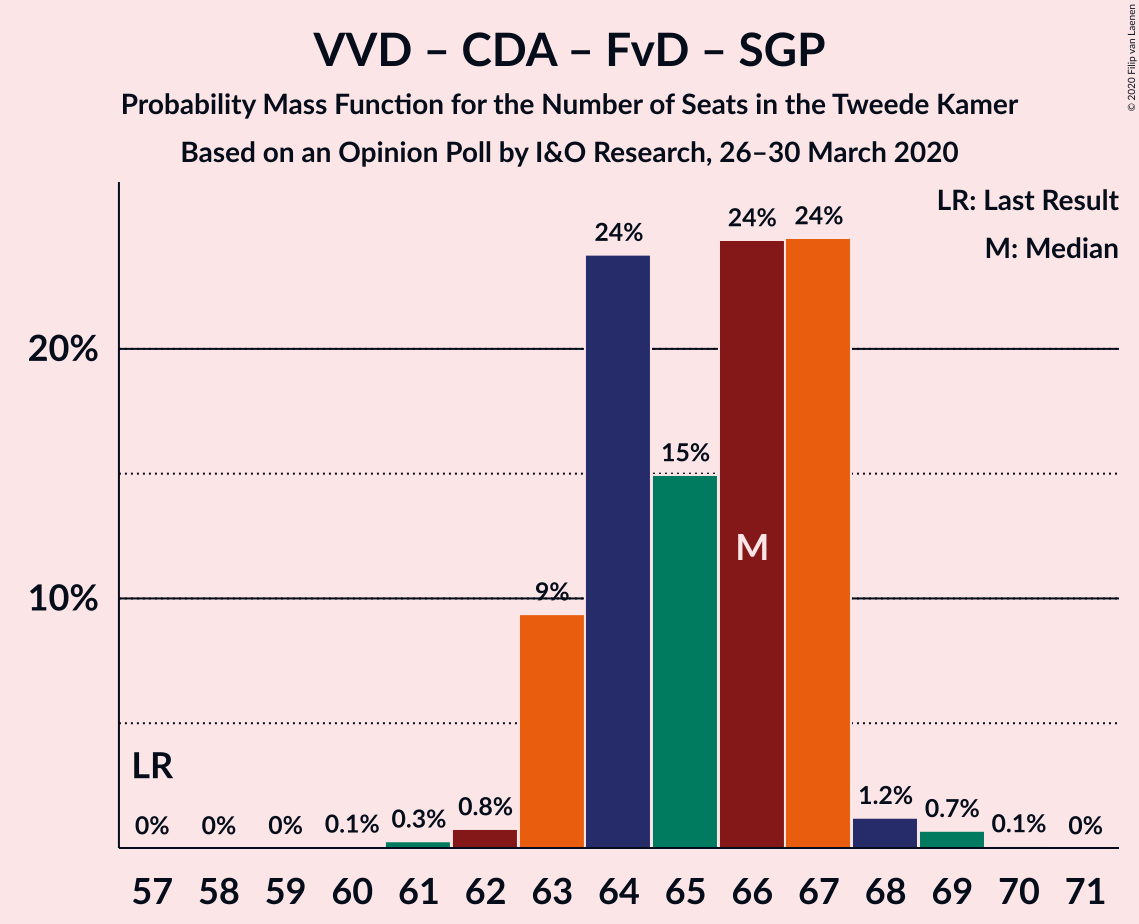 VVD – CDA – FvD – SGP
Probability Mass Function for the Number of Seats in the Tweede Kamer
Based on an Opinion Poll by I&O Research, 26–30 March 2020
© 2020 Filip van Laenen
LR: Last Result
M: Median
24% 24% 24%
20%
15%
M
9%
10%
LR
0% 0% 0% 0.1% 0.3% 0.8% 1.2% 0.7% 0.1% 0%
57 58 59 60 61 62 63 64 65 66 67 68 69 70 71